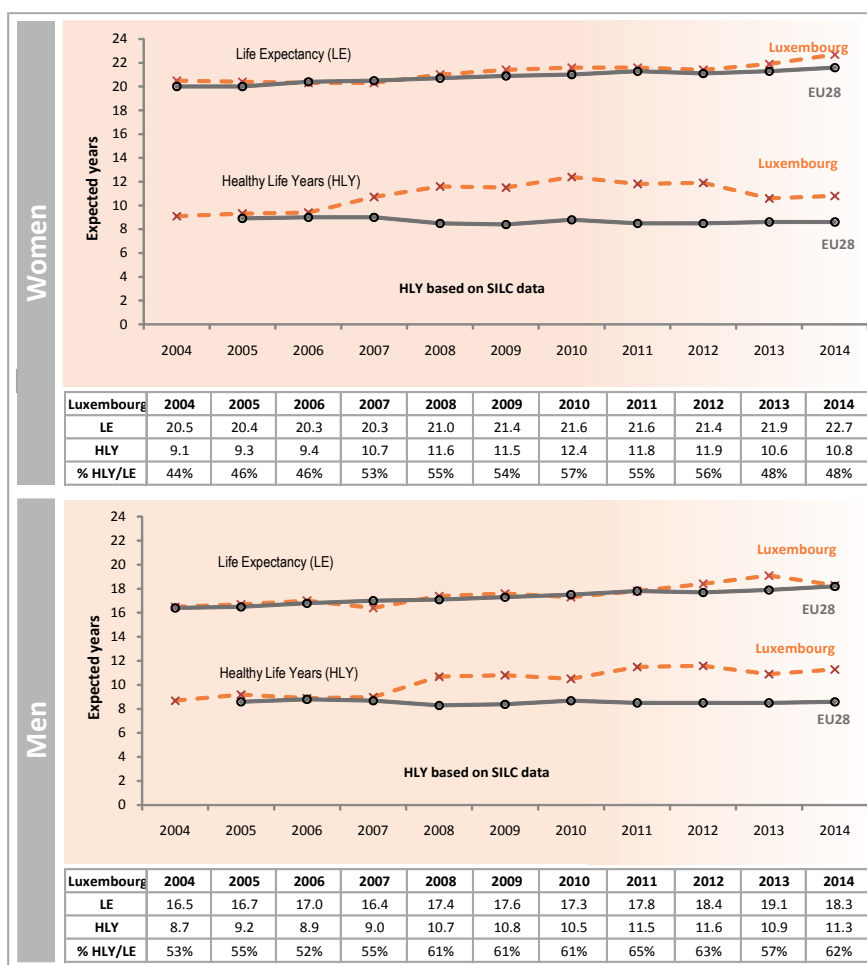 Women
Expected years
24
22
20
18
16
14
12
10
8
6
4
2
0
Life Expectancy (LE)
Luxembourg
EU28
Healthy Life Years (HLY)
Luxembourg
EU28
HLY based on SILC data
2004 2005 2006 2007 2008 2009 2010 2011 2012 2013 2014
Luxembourg 2004 2005 2006 2007 2008 2009 2010 2011 2012 2013 2014
LE 20.5 20.4 20.3 20.3 21.0 21.4 21.6 21.6 21.4 21.9 22.7
HLY 9.1 9.3 9.4 10.7 11.6 11.5 12.4 11.8 11.9 10.6 10.8
% HLY/LE 44% 46% 46% 53% 55% 54% 57% 55% 56% 48% 48%
Men
Expected years
24
22
20
18
16
14
12
10
8
6
4
2
0
Life Expectancy (LE)
Luxembourg
EU28
Healthy Life Years (HLY)
Luxembourg
EU28
HLY based on SILC data
2004 2005 2006 2007 2008 2009 2010 2011 2012 2013 2014
Luxembourg 2004 2005 2006 2007 2008 2009 2010 2011 2012 2013 2014
LE 16.5 16.7 17.0 16.4 17.4 17.6 17.3 17.8 18.4 19.1 18.3
HLY 8.7 9.2 8.9 9.0 10.7 10.8 10.5 11.5 11.6 10.9 11.3
% HLY/LE 53% 55% 52% 55% 61% 61% 61% 65% 63% 57% 62%